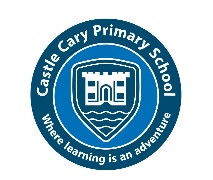 Castle Cary Primary School
Where learning is an adventure